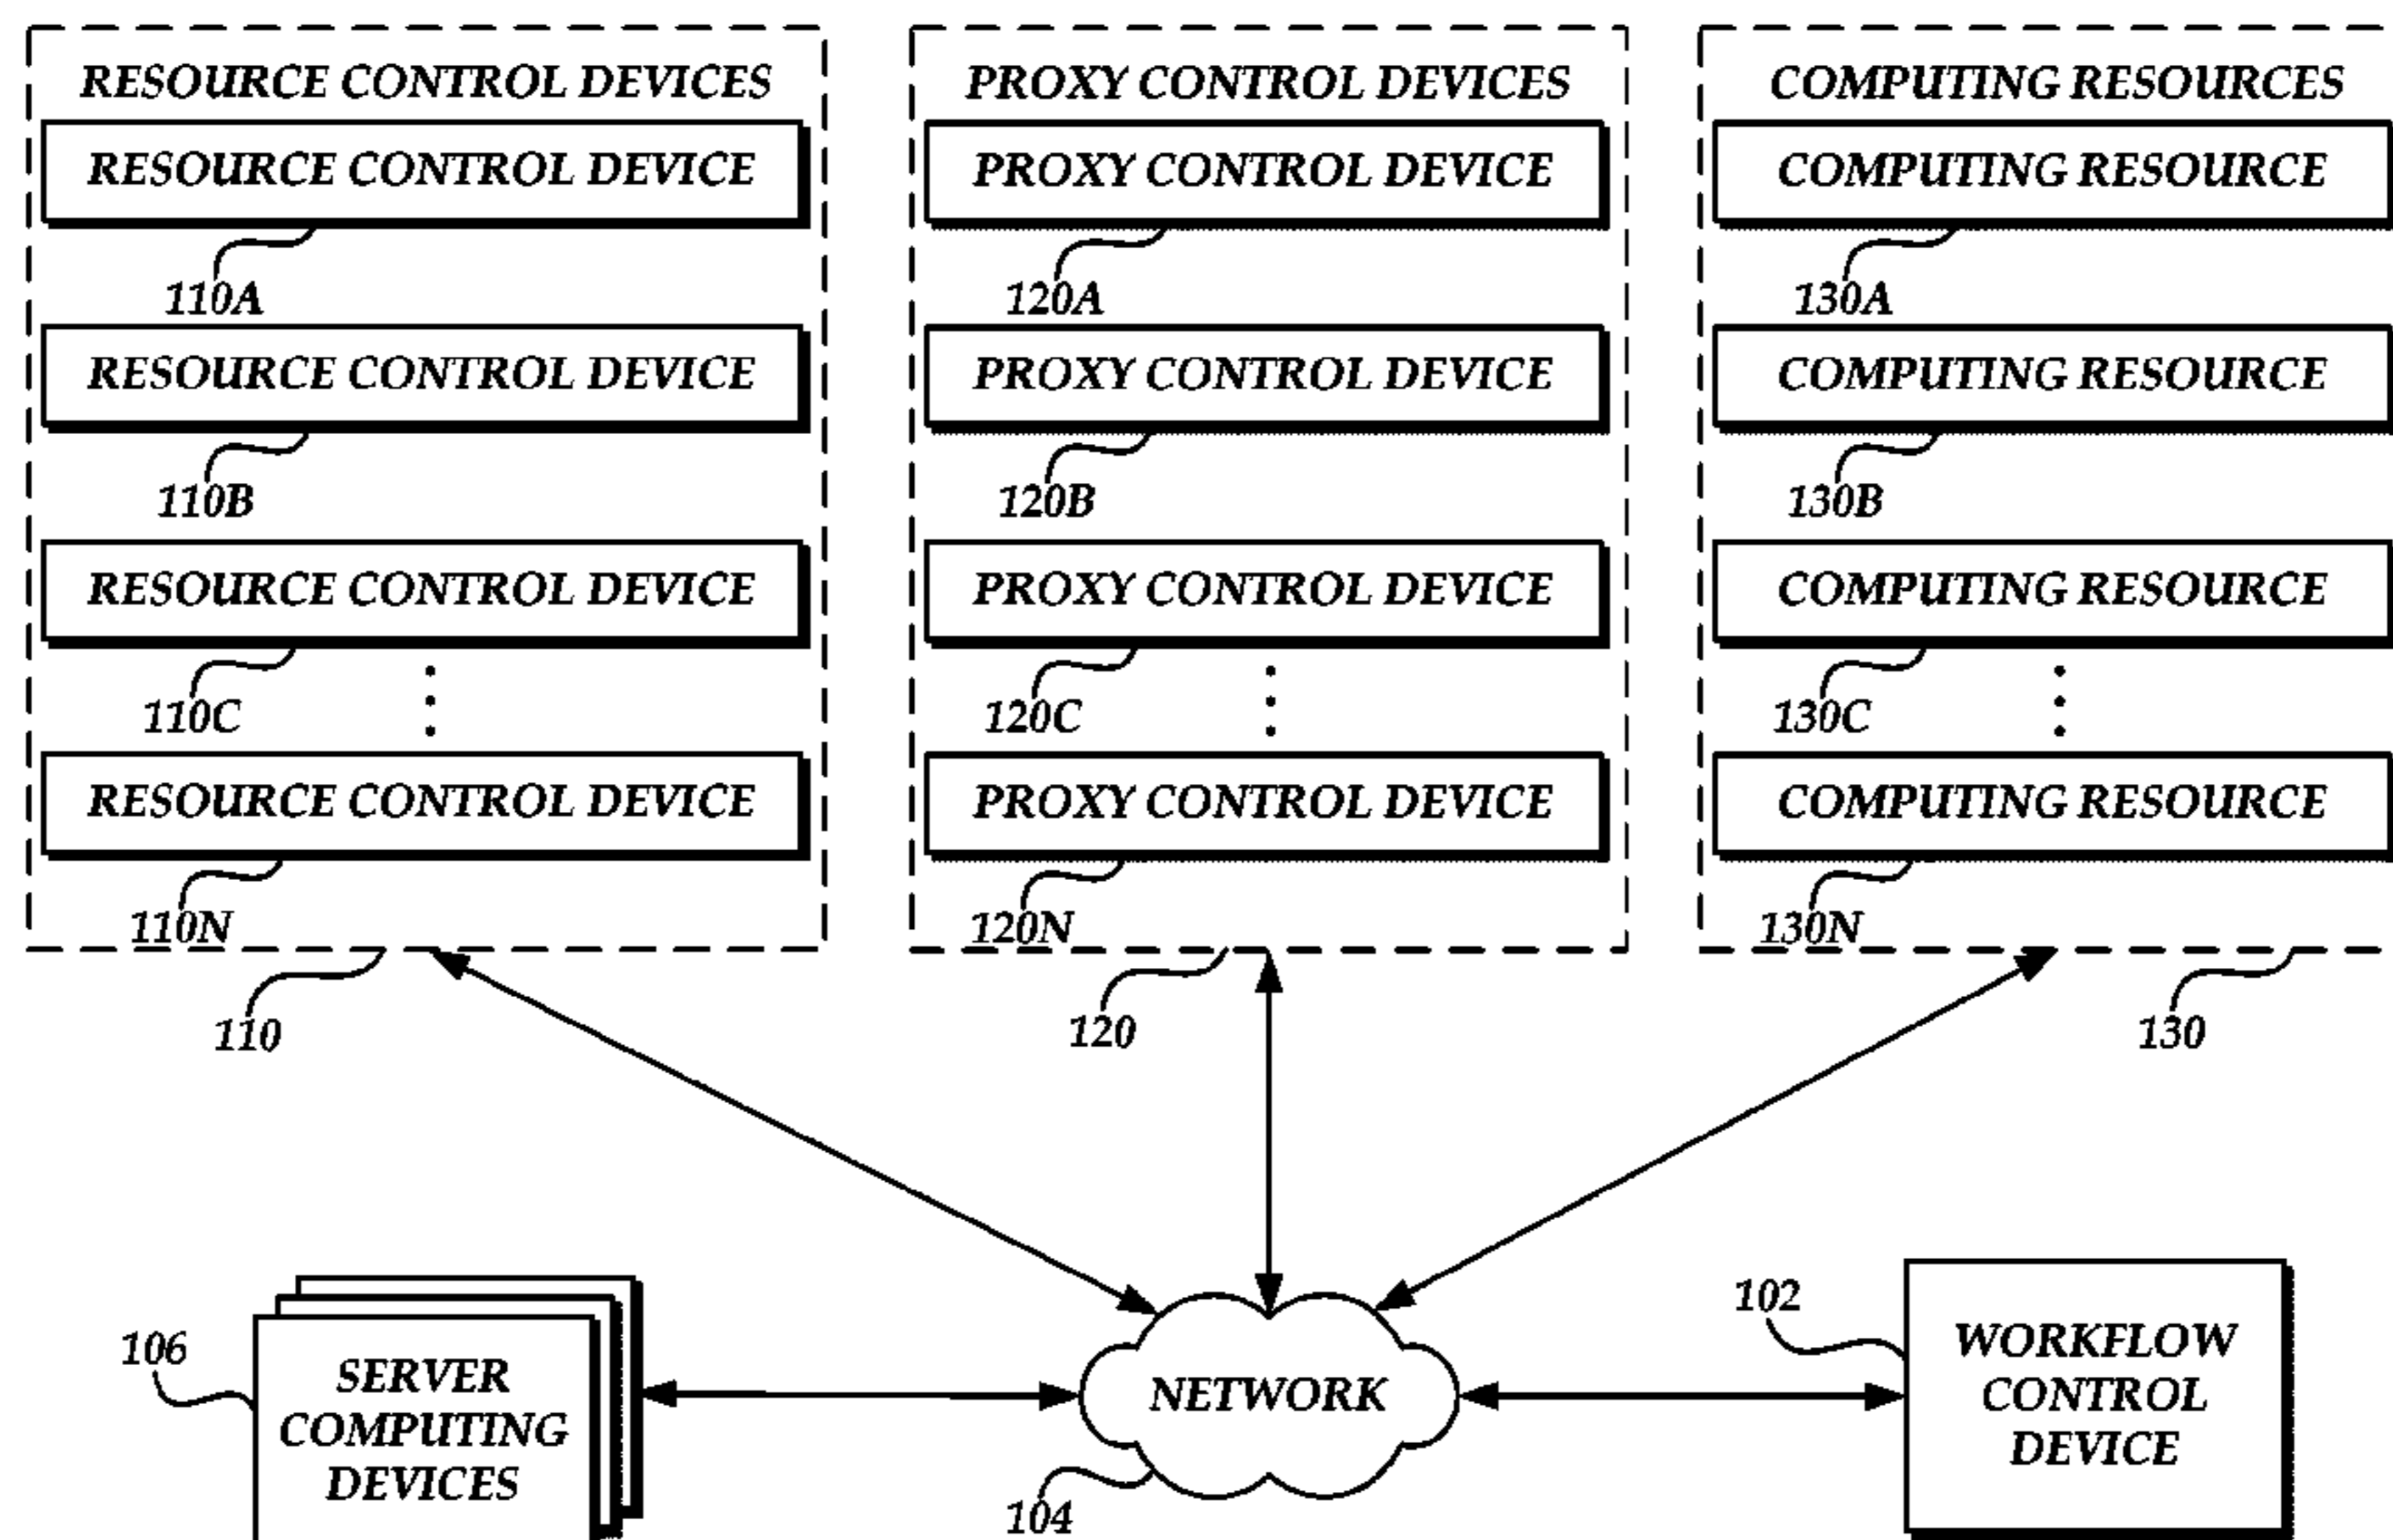 RESOURCE CONTROL DEVICES
RESOURCE CONTROL DEVICE
110A
RESOURCE CONTROL DEVICE
110B
RESOURCE CONTROL DEVICE
110C
RESOURCE CONTROL DEVICE
110N
110
PROXY CONTROL DEVICES
PROXY CONTROL DEVICE
120A
PROXY CONTROL DEVICE
120B
PROXY CONTROL DEVICE
120C
PROXY CONTROL DEVICE
120N
120
COMPUTING RESOURCES
COMPUTING RESOURCE
130A
COMPUTING RESOURCE
130B
COMPUTING RESOURCE
130C
COMPUTING RESOURCE
130N
130
106
SERVER
COMPUTING
DEVICES
NETWORK
104
102
WORKFLOW
CONTROL
DEVICE